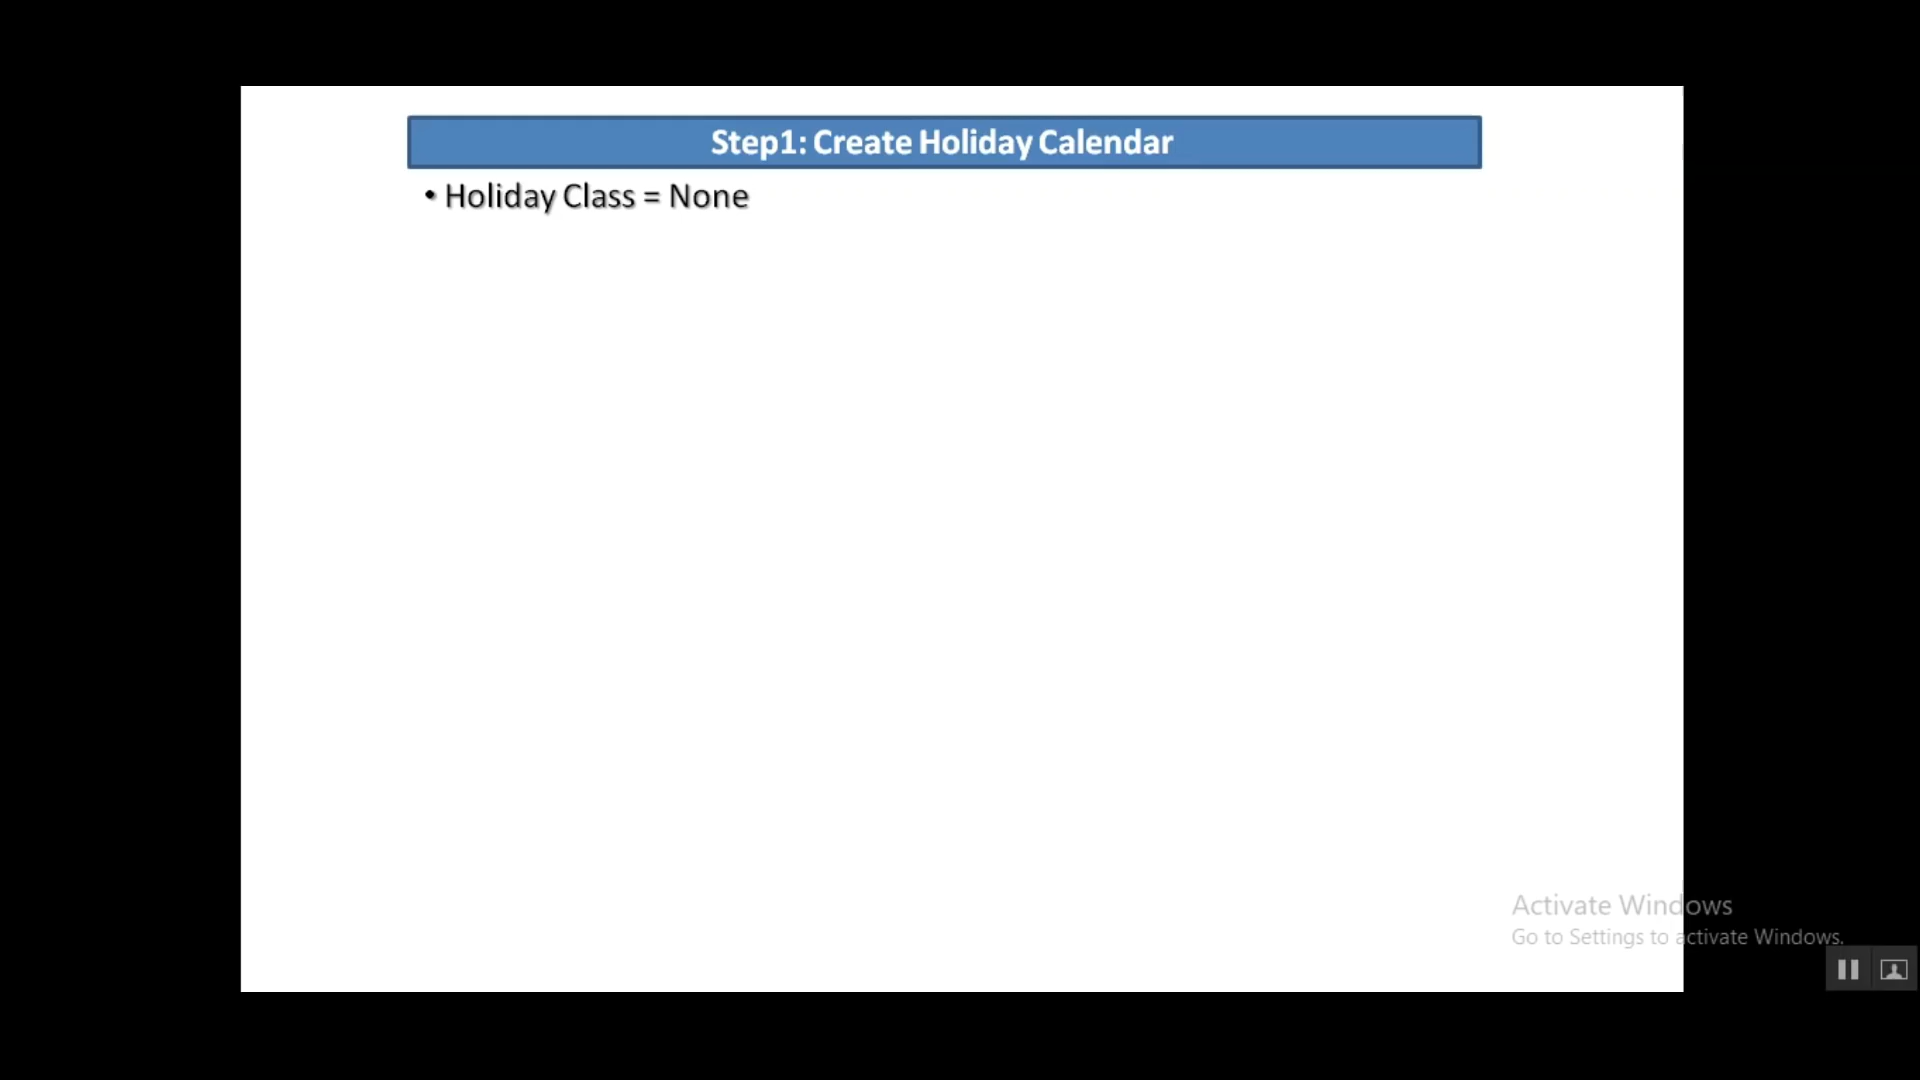 Step1: Create Holiday Calendar
• Holiday Class = None
Activate Windows
Go to Settings to activate Windows.